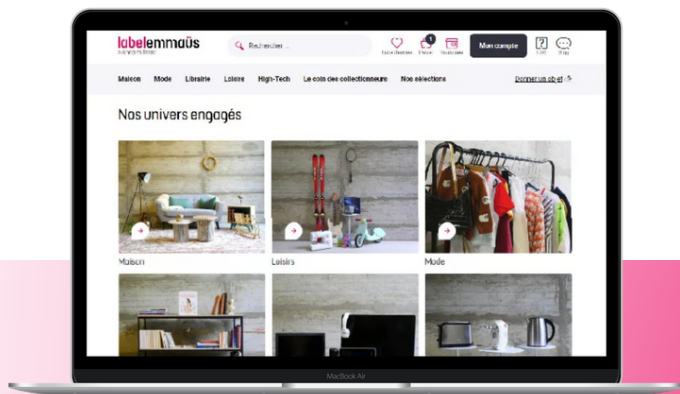 labelemmaüs
Rechercher ...
Mon compte
Maison Mode Librairie Loisirs High-Tech Le coin des collectionneurs Nos sélections Donner un objet
Nos univers engagés
Maison Loisirs Mode
MacBook Air